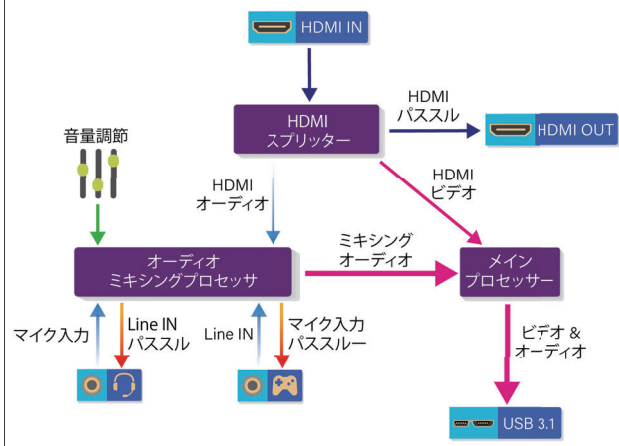 HDMI IN
HDMI
パススル
HDMI OUT
HDMI
スプリッター
音量調節
HDMI
オーディオ
HDMI
ビデオ
ミキシング
オーディオ
オーディオ
ミキシングプロセッサ
メイン
プロセッサー
マイク入力
Line IN
パススル
Line IN
マイク入力
パススルー
ビデオ &
オーディオ
USB 3.1